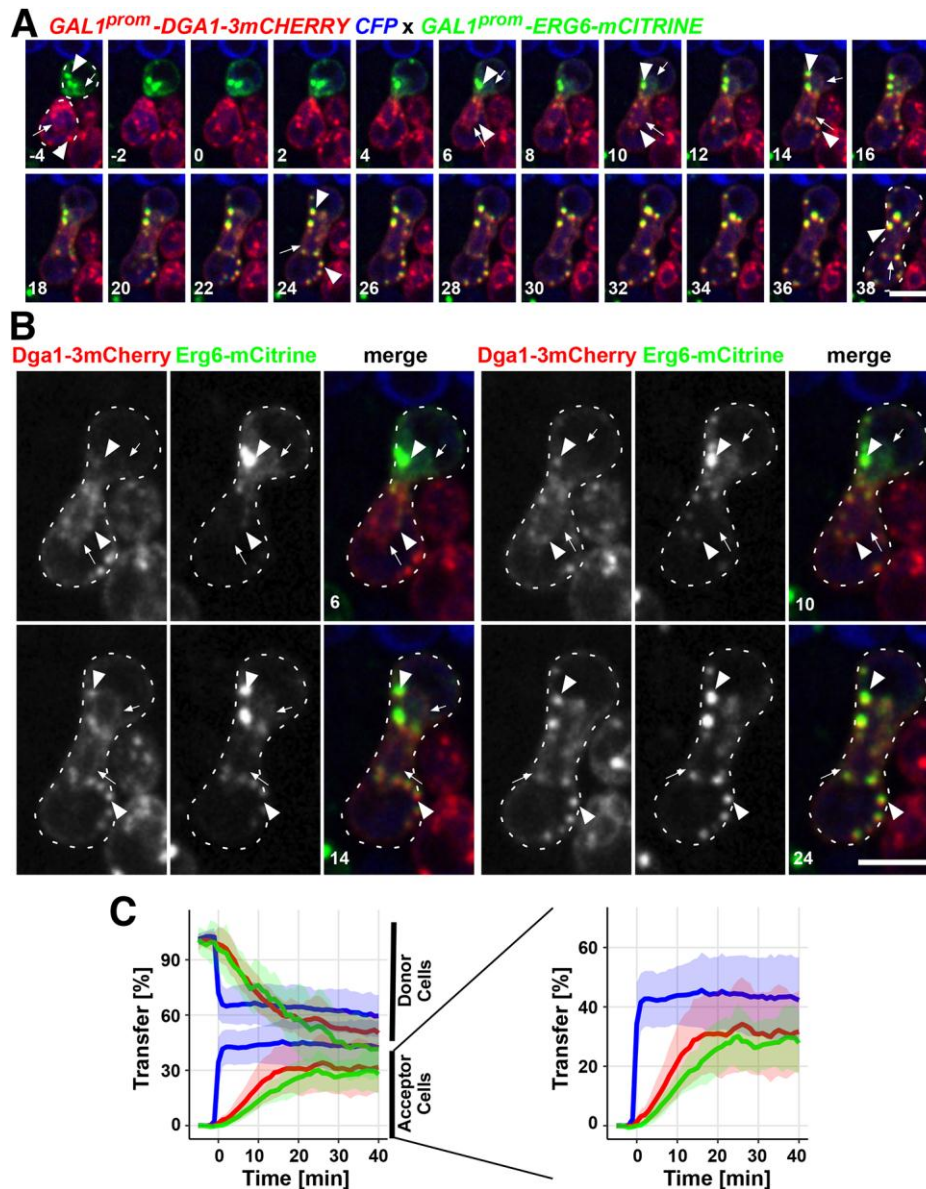 A
GAL1prom-DGA1-3mCHERRY CFP x GAL1prom-ERG6-mCITRINE
-4 -2 0 2 4 6 8 10 12 14 16
18 20 22 24 26 28 30 32 34 36 38
B
Dga1-3mCherry Erg6-mCitrine merge Dga1-3mCherry Erg6-mCitrine merge
6 10
14 24
C
Transfer [%]
90
60
30
0
0 10 20 30 40
Time [min]
Donor
Cells
Acceptor
Cells
Transfer [%]
60
40
20
0
0 10 20 30 40
Time [min]